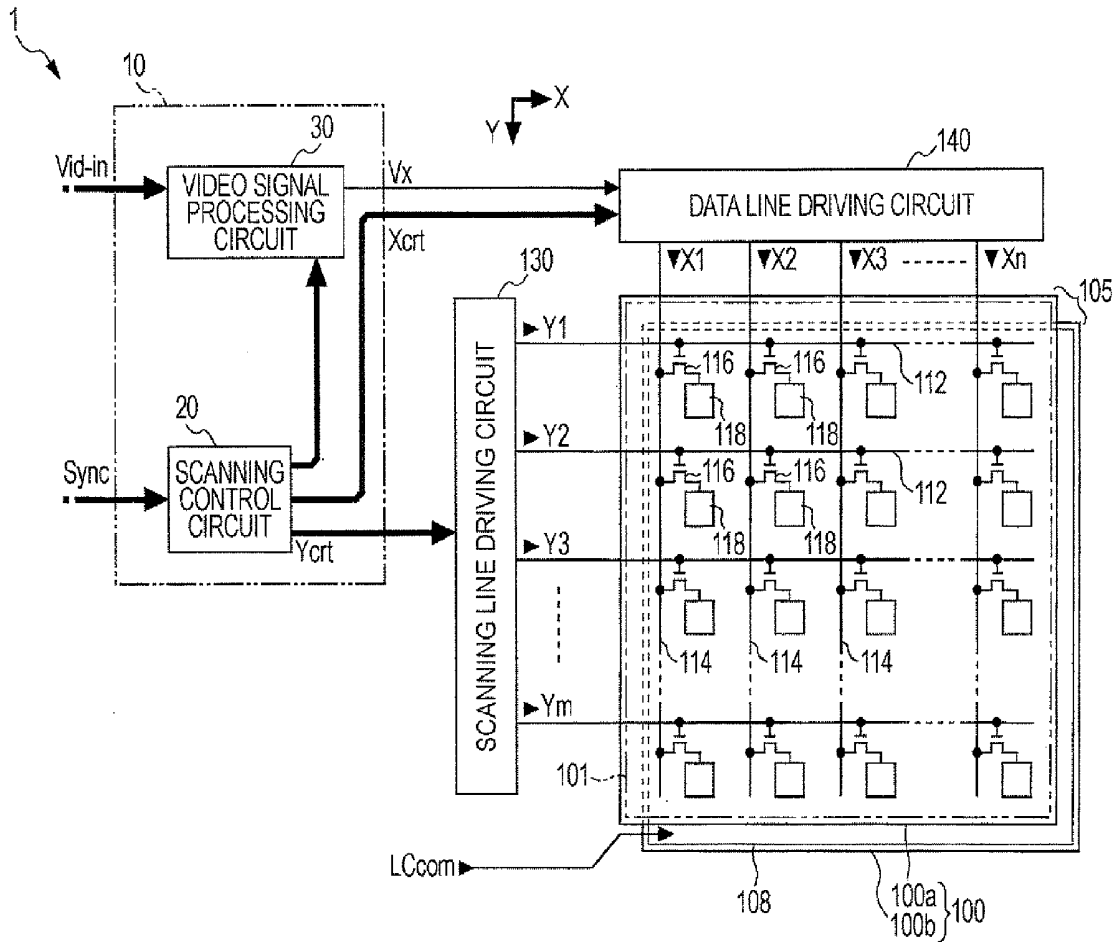 1
10
X
Y
30
Vid-in
VIDEO SIGNAL
PROCESSING
CIRCUIT
Vx
Xcrt
140
DATA LINE DRIVING CIRCUIT
X1
X2
X3
Xn
130
105
SCANNING LINE DRIVING CIRCUIT
Y1
116
116
112
118
118
20
Sync
SCANNING
CONTROL
CIRCUIT
Ycrt
Y2
116
116
112
118
118
Y3
114
114
114
Ym
101
LCcom
108
100a
100b
100